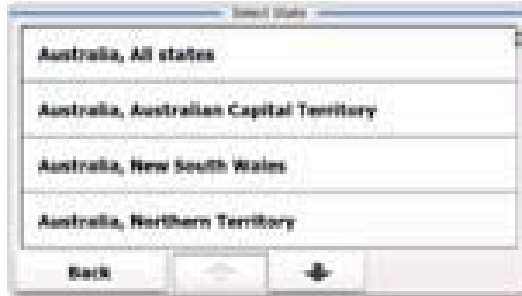 Select State
Australia, All states
Australia, Australian Capital Territory
Australia, New South Wales
Australia, Northern Territory
Back